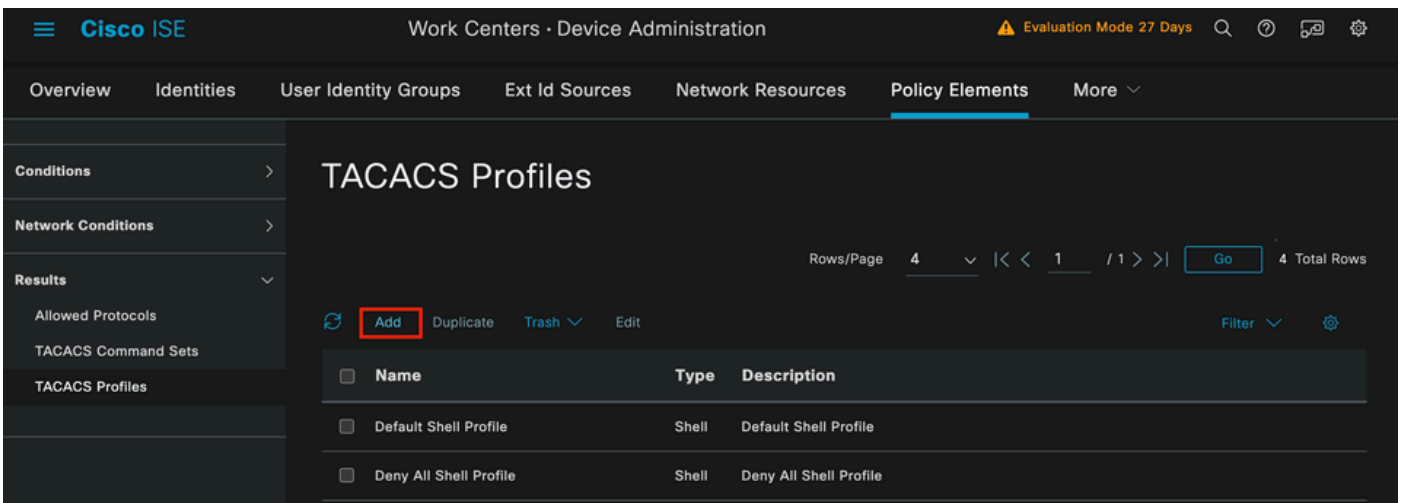 Cisco ISE Work Centers · Device Administration Evaluation Mode 27 Days
Overview Identities User Identity Groups Ext Id Sources Network Resources Policy Elements More
Conditions
Network Conditions
Results
Allowed Protocols
TACACS Command Sets
TACACS Profiles
TACACS Profiles
Rows/Page 4 1 / 1 Go 4 Total Rows
Add Duplicate Trash Edit Filter
Name Type Description
Default Shell Profile Shell Default Shell Profile
Deny All Shell Profile Shell Deny All Shell Profile